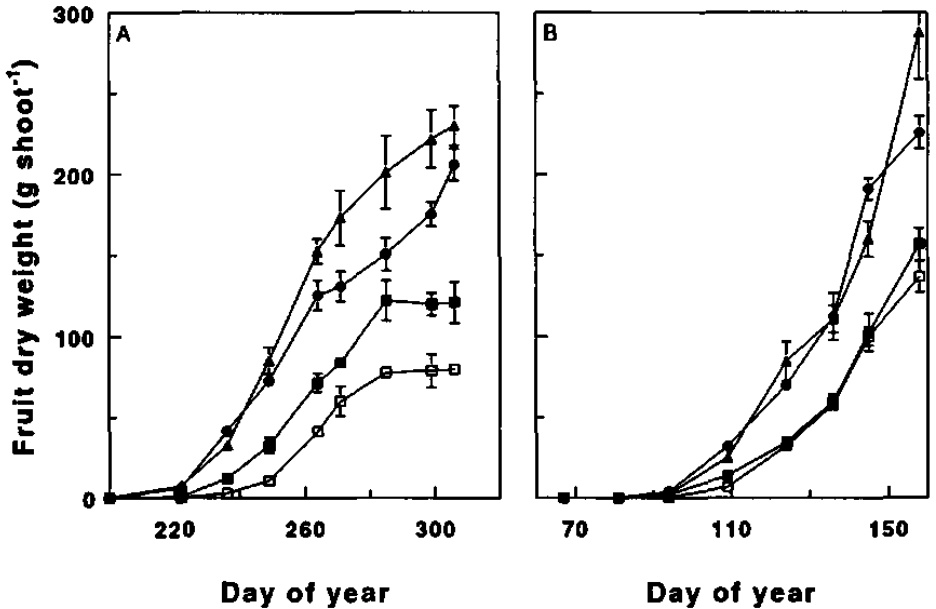 Fruit dry weight (g shoot⁻¹)
300
200
100
0
A
B
220 260 300
70 110 150
Day of year
Day of year